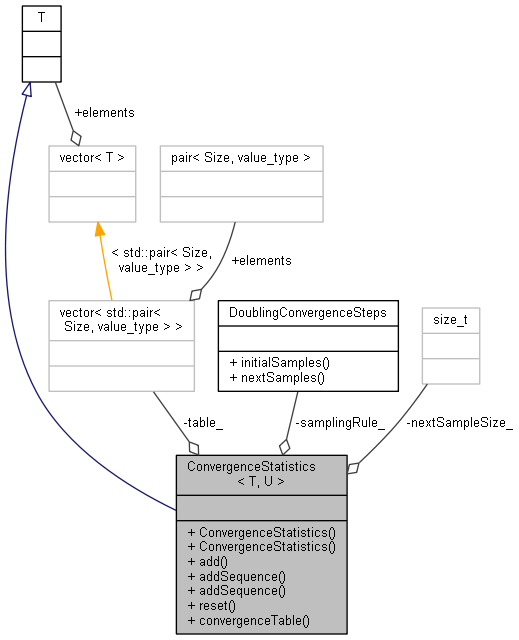 T
+elements
vector< T >
pair< Size, value_type >
< std::pair< Size,
value_type > >
+elements
vector< std::pair<
Size, value_type > >
DoublingConvergenceSteps
+ initialSamples()
+ nextSamples()
size_t
-table_
-samplingRule_
-nextSampleSize_
ConvergenceStatistics
< T, U >
+ ConvergenceStatistics()
+ ConvergenceStatistics()
+ add()
+ addSequence()
+ addSequence()
+ reset()
+ convergenceTable()